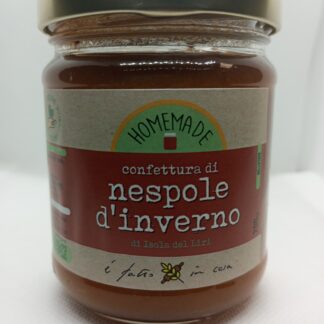 HOMEMADE
confettura di
nespole
d'inverno
di Isola del Liri
è fatto in casa